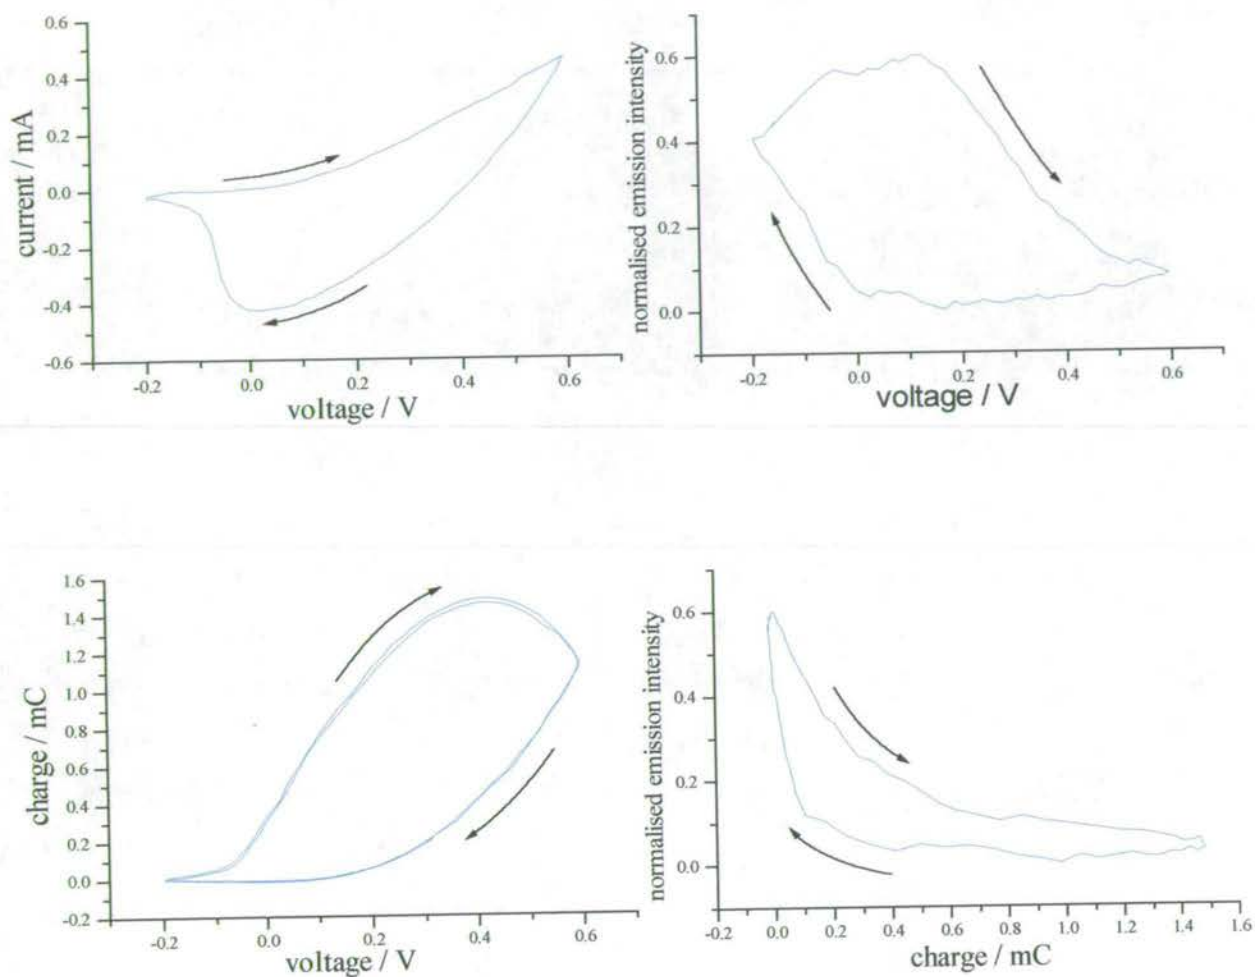 0.6
0.4
0.2
0.0
-0.2
-0.4
-0.6
current / mA
-0.2 0.0 0.2 0.4 0.6
voltage / V
0.6
0.4
0.2
0.0
normalised emission intensity
-0.2 0.0 0.2 0.4 0.6
voltage / V
1.6
1.4
1.2
1.0
0.8
0.6
0.4
0.2
0.0
-0.2
charge / mC
-0.2 0.0 0.2 0.4 0.6
voltage / V
0.6
0.4
0.2
0.0
normalised emission intensity
-0.2 0.0 0.2 0.4 0.6 0.8 1.0 1.2 1.4 1.6
charge / mC